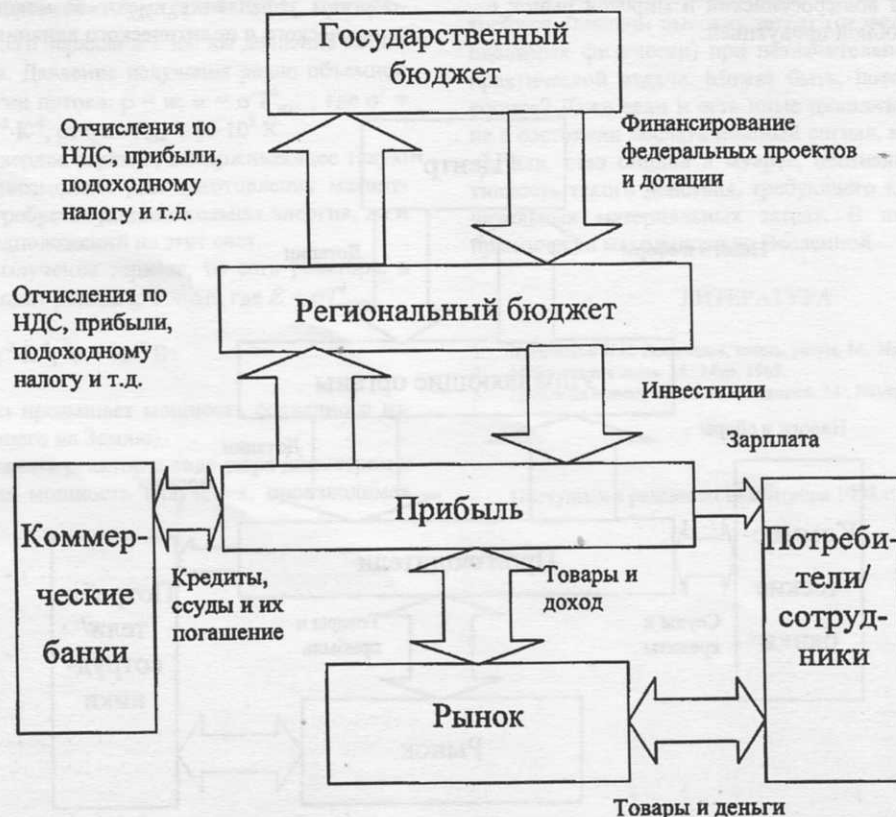 Государственный
бюджет
Отчисления по
НДС, прибыли,
подоходному
налогу и т.д.
Финансирование
федеральных проектов
и дотации
Отчисления по
НДС, прибыли,
подоходному
налогу и т.д.
Региональный бюджет
Инвестиции
Зарплата
Коммер-
ческие
банки
Прибыль
Потреби-
тели/
сотруд-
ники
Кредиты,
ссуды и их
погашение
Товары и
доход
Рынок
Товары и деньги